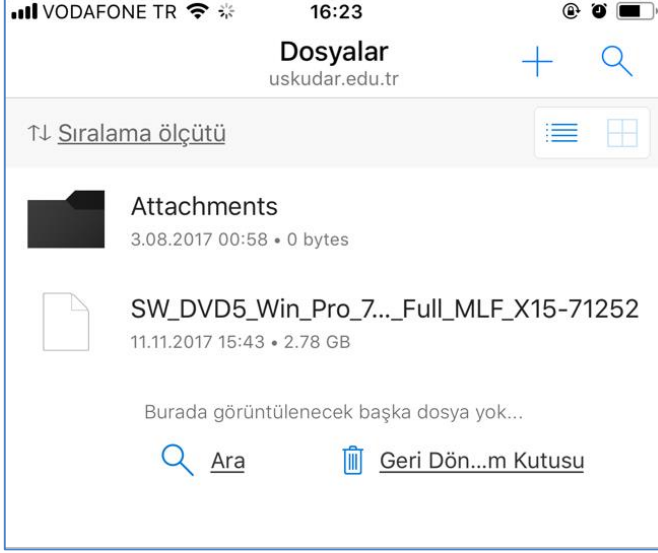 VODAFONE TR 16:23
Dosyalar
uskudar.edu.tr
Sıralama ölçütü
Attachments
3.08.2017 00:58 • 0 bytes
SW_DVD5_Win_Pro_7..._Full_MLF_X15-71252
11.11.2017 15:43 • 2.78 GB
Burada görüntülenecek başka dosya yok...
Ara Geri Dön...m Kutusu